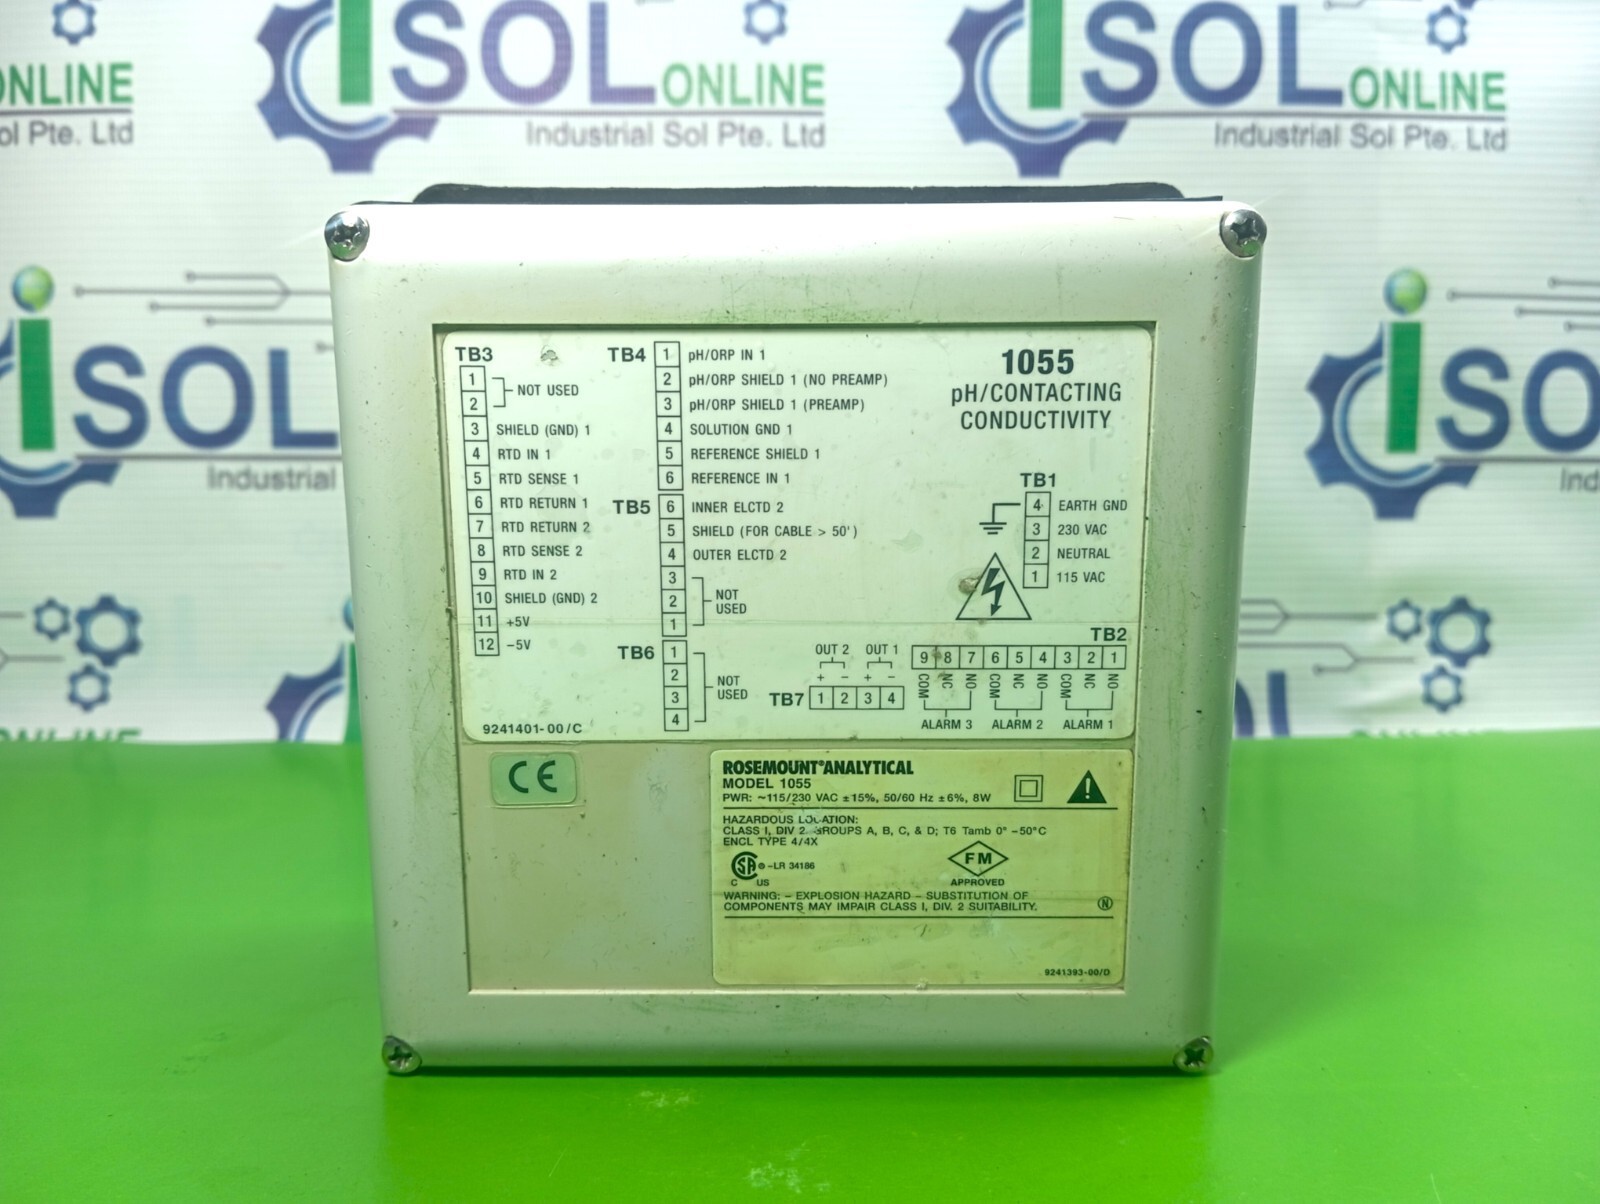 iSOL ONLINE
Industrial Sol Pte. Ltd
iSOL ONLINE
Industrial Sol Pte. Ltd
ONLINE
ol Pte. Ltd
iSOL
Industrial
iSO
Ind
ONLINE
TB3
1
2
NOT USED
3 SHIELD (GND) 1
4 RTD IN 1
5 RTD SENSE 1
6 RTD RETURN 1
7 RTD RETURN 2
8 RTD SENSE 2
9 RTD IN 2
10 SHIELD (GND) 2
11 +5V
12 -5V
9241401-00/C
TB4
1 pH/ORP IN 1
2 pH/ORP SHIELD 1 (NO PREAMP)
3 pH/ORP SHIELD 1 (PREAMP)
4 SOLUTION GND 1
5 REFERENCE SHIELD 1
6 REFERENCE IN 1
TB5
6 INNER ELCTD 2
5 SHIELD (FOR CABLE > 50')
4 OUTER ELCTD 2
3
2
1
NOT
USED
TB6
1
2
3
4
NOT
USED
1055
pH/CONTACTING
CONDUCTIVITY
TB1
4 EARTH GND
3 230 VAC
2 NEUTRAL
1 115 VAC
TB2
9 8 7 6 5 4 3 2 1
COM NC NO COM NC NO COM NC NO
ALARM 3 ALARM 2 ALARM 1
OUT 2 OUT 1
+ - + -
TB7 1 2 3 4
CE
ROSEMOUNT® ANALYTICAL
MODEL 1055
PWR: ~115/230 VAC ±15%, 50/60 Hz ±6%, 8W
HAZARDOUS LOCATION:
CLASS I, DIV 2 GROUPS A, B, C, & D; T6 Tamb 0° -50°C
ENCL TYPE 4/4X
SA ® -LR 34186
C US
FM
APPROVED
WARNING: - EXPLOSION HAZARD - SUBSTITUTION OF
COMPONENTS MAY IMPAIR CLASS I, DIV. 2 SUITABILITY.
N
9241393-00/D